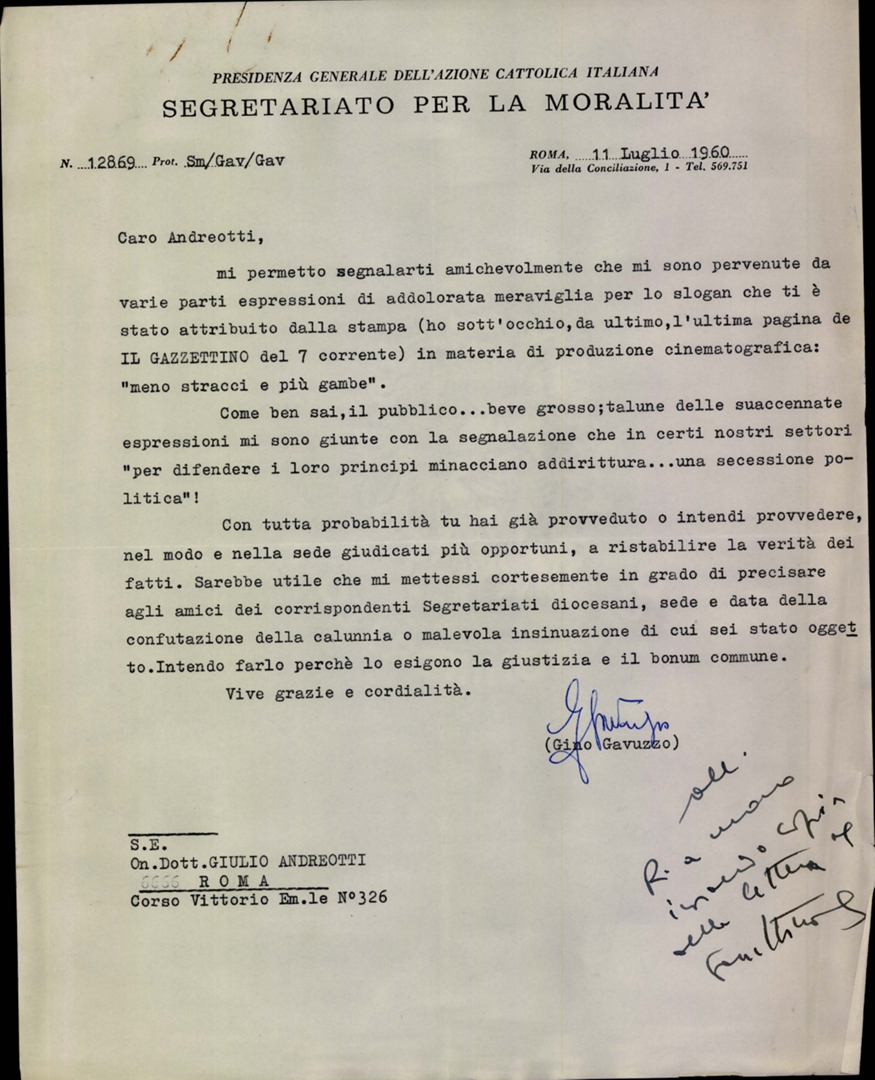 PRESIDENZA GENERALE DELL'AZIONE CATTOLICA ITALIANA
SEGRETARIATO PER LA MORALITA'
N. 12869 Prot. Sm/Gav/Gav
ROMA, 11 Luglio 1960
Via della Conciliazione, 1 - Tel. 569.751
Caro Andreotti,
mi permetto segnalarti amichevolmente che mi sono pervenute da
varie parti espressioni di addolorata meraviglia per lo slogan che ti è
stato attribuito dalla stampa (ho sott'occhio,da ultimo,l'ultima pagina de
IL GAZZETTINO del 7 corrente) in materia di produzione cinematografica:
"meno stracci e più gambe".
Come ben sai,il pubblico...beve grosso;talune delle suaccennate
espressioni mi sono giunte con la segnalazione che in certi nostri settori
"per difendere i loro principi minacciano addirittura...una secessione po-
litica"!
Con tutta probabilità tu hai già provveduto o intendi provvedere,
nel modo e nella sede giudicati più opportuni, a ristabilire la verità dei
fatti. Sarebbe utile che mi mettessi cortesemente in grado di precisare
agli amici dei corrispondenti Segretariati diocesani, sede e data della
confutazione della calunnia o malevola insinuazione di cui sei stato ogget
to.Intendo farlo perchè lo esigono la giustizia e il bonum commune.
Vive grazie e cordialità.
(Gino Gavuzzo)
all.
R. a mano
inviando copia
della lettera al
S.E.
On.Dott.GIULIO ANDREOTTI
ROMA
Corso Vittorio Em.le N°326